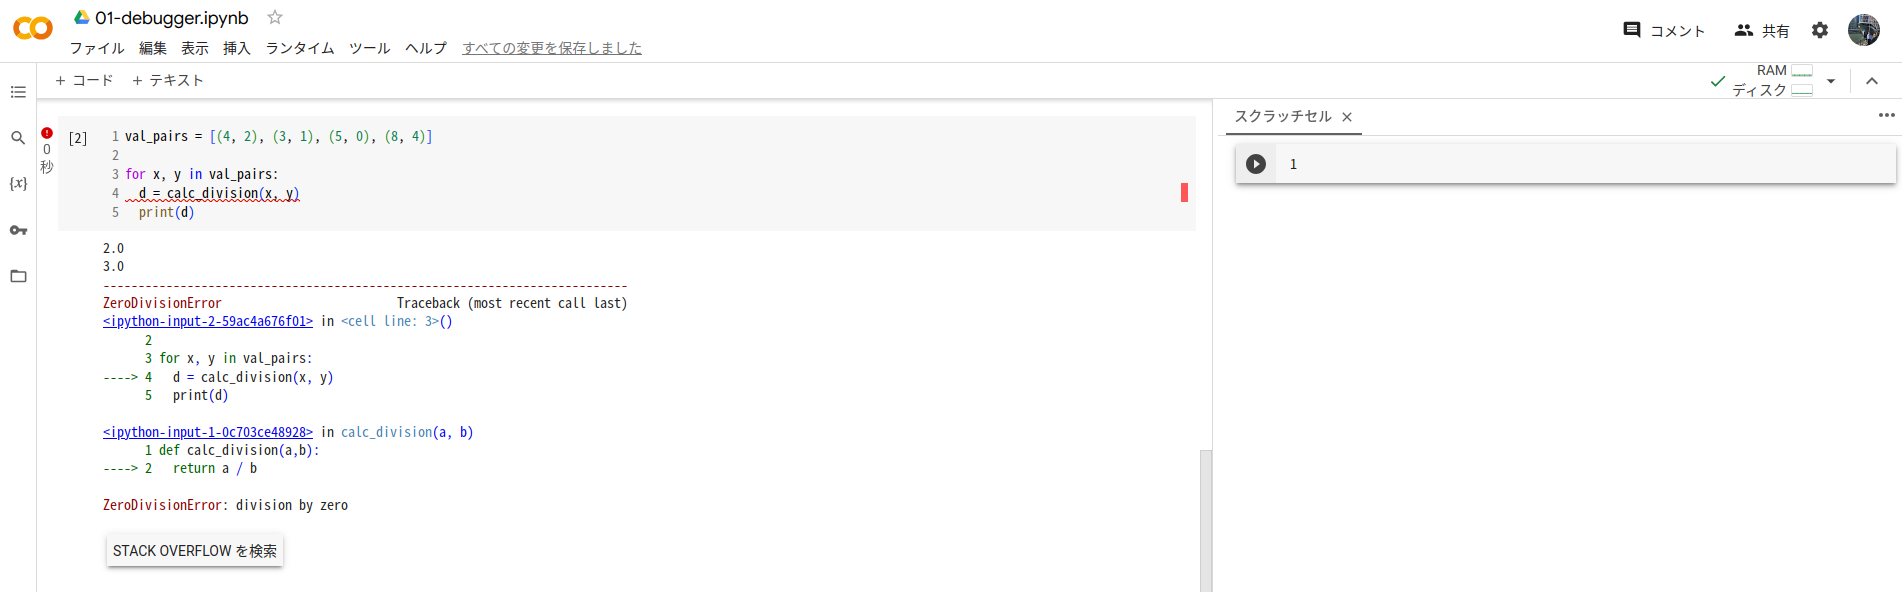 01-debugger.ipynb
ファイル 編集 表示 挿入 ランタイム ツール ヘルプ すべての変更を保存しました
コメント 共有
+ コード + テキスト
RAM
ディスク
スクラッチセル
0
秒
{x}
[2]
1 val_pairs = [(4, 2), (3, 1), (5, 0), (8, 4)]
2
3 for x, y in val_pairs:
4   d = calc_division(x, y)
5   print(d)
1
2.0
3.0
---------------------------------------------------------------------------
ZeroDivisionError                         Traceback (most recent call last)
<ipython-input-2-59ac4a676f01> in <cell line: 3>()
      2
      3 for x, y in val_pairs:
----> 4   d = calc_division(x, y)
      5   print(d)
<ipython-input-1-0c703ce48928> in calc_division(a, b)
      1 def calc_division(a,b):
----> 2   return a / b
ZeroDivisionError: division by zero
STACK OVERFLOW を検索